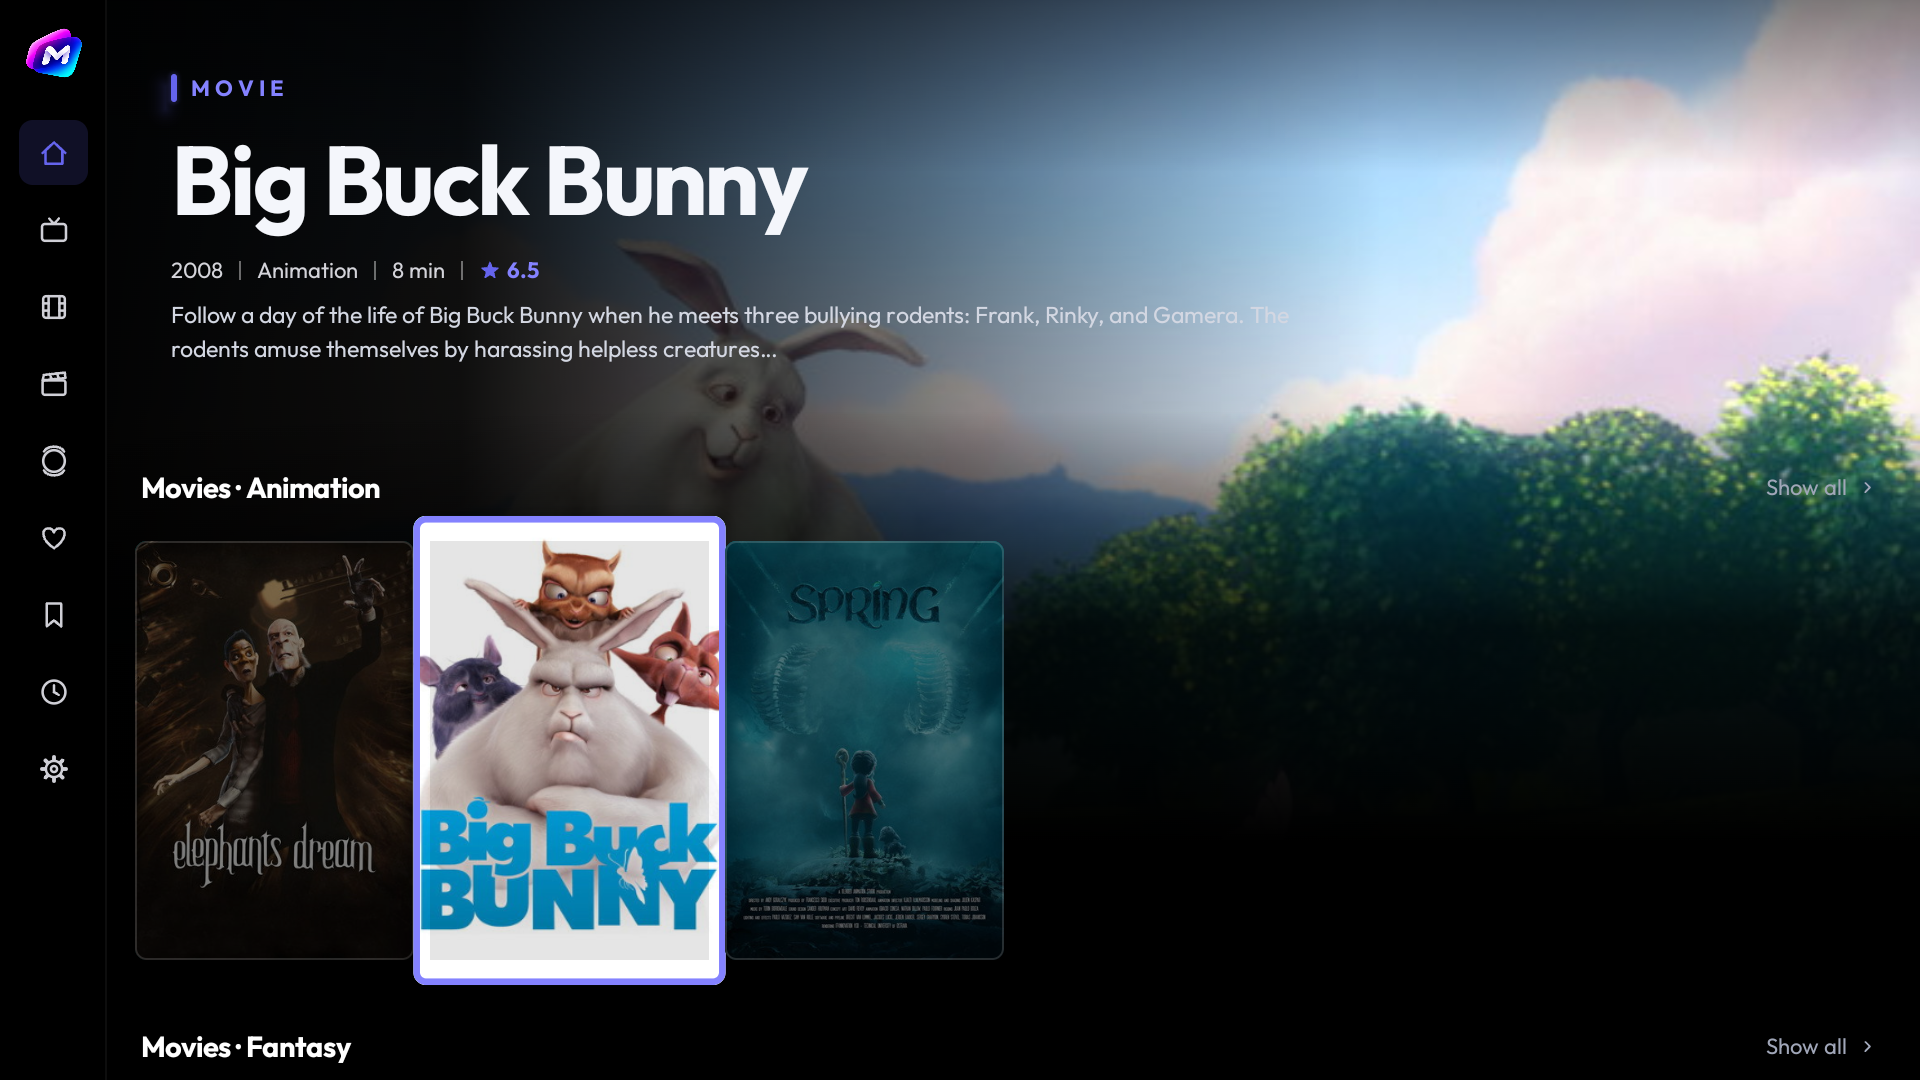 M
MOVIE
Big Buck Bunny
2008 | Animation | 8 min | ★ 6.5
Follow a day of the life of Big Buck Bunny when he meets three bullying rodents: Frank, Rinky, and Gamera. The
rodents amuse themselves by harassing helpless creatures...
Movies · Animation
Show all
elephants dream
Big Buck
BUNNY
SPRING
Movies · Fantasy
Show all